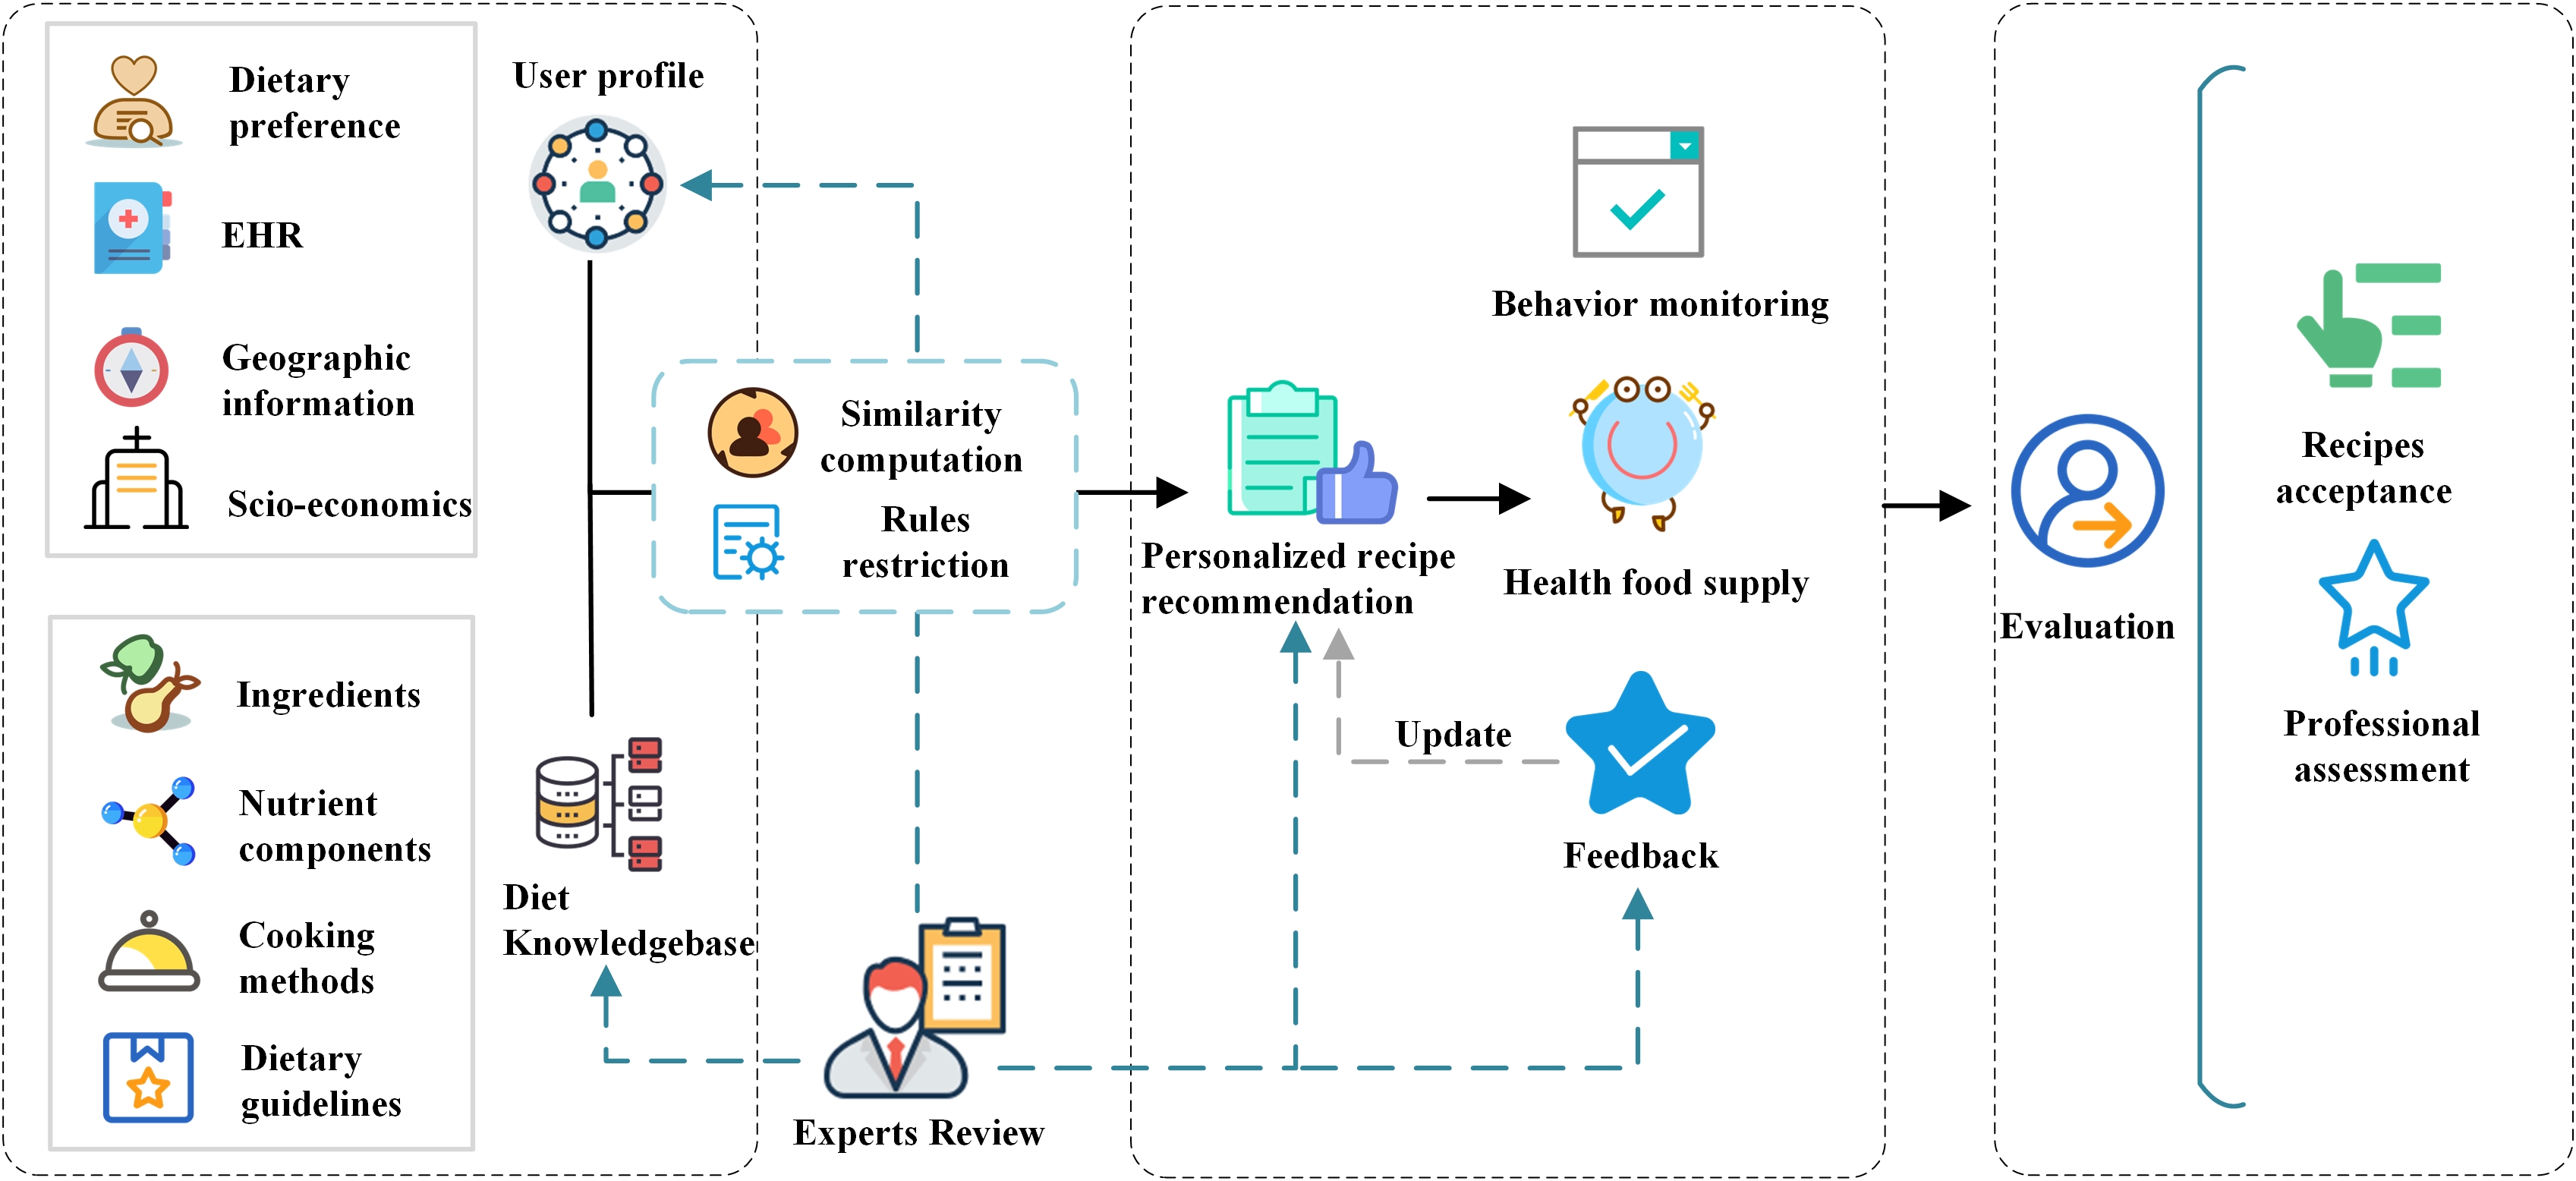 Dietary
preference
EHR
Geographic
information
Scio-economics
Ingredients
Nutrient
components
Cooking
methods
Dietary
guidelines
User profile
Diet
Knowledgebase
Similarity
computation
Rules
restriction
Experts Review
Personalized recipe
recommendation
Behavior monitoring
Health food supply
Update
Feedback
Evaluation
Recipes
acceptance
Professional
assessment